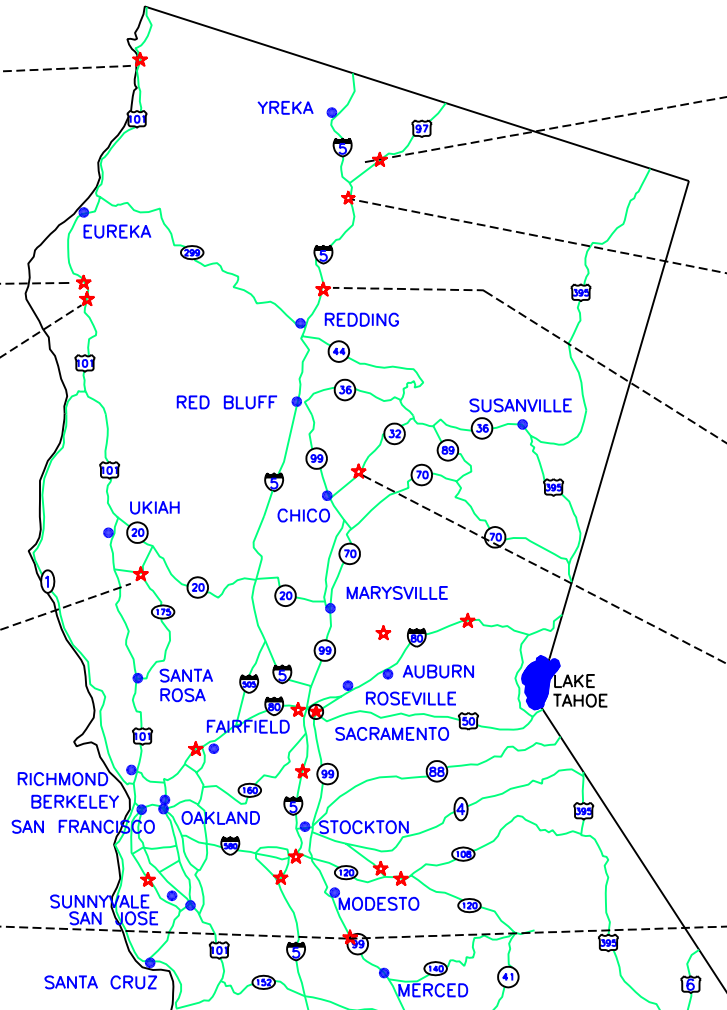 YREKA
97
101
5
EUREKA
299
5
395
REDDING
44
101
36
RED BLUFF
SUSANVILLE
32
36
89
99
101
5
70
395
CHICO
UKIAH
20
70
70
1
20
20
MARYSVILLE
175
80
99
SANTA
ROSA
505
5
AUBURN
LAKE
TAHOE
ROSEVILLE
80
FAIRFIELD
50
SACRAMENTO
101
RICHMOND
99
88
BERKELEY
160
5
4
395
SAN FRANCISCO
OAKLAND
STOCKTON
580
108
120
SUNNYVALE
SAN JOSE
MODESTO
120
101
5
99
395
SANTA CRUZ
152
140
MERCED
41
6